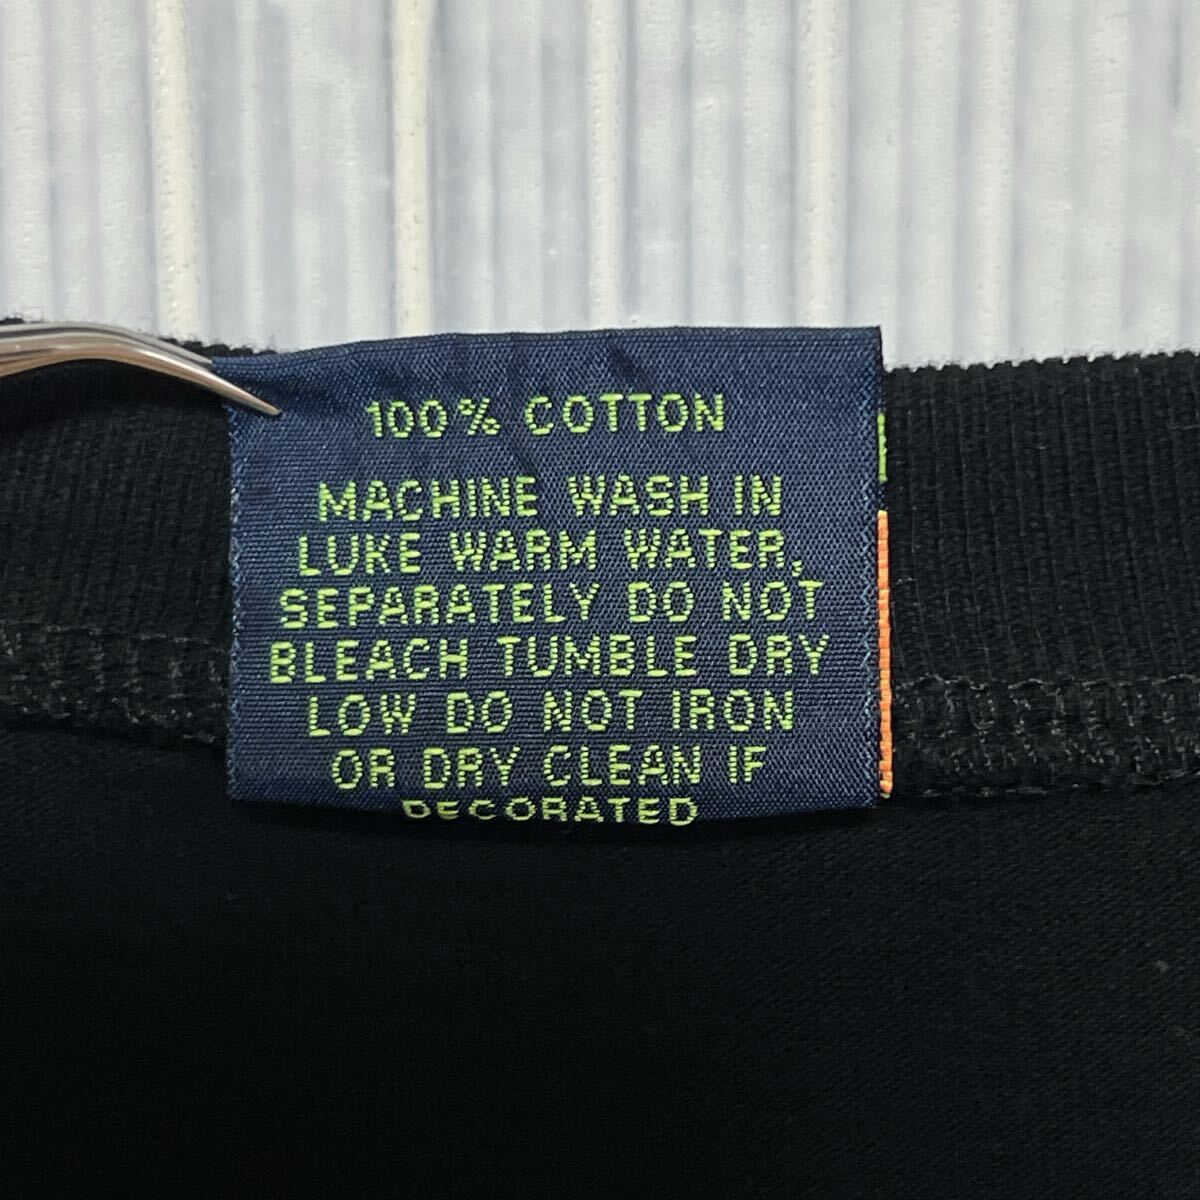 100% COTTON
MACHINE WASH IN
LUKE WARM WATER,
SEPARATELY DO NOT
BLEACH TUMBLE DRY
LOW DO NOT IRON
OR DRY CLEAN IF
DECORATED